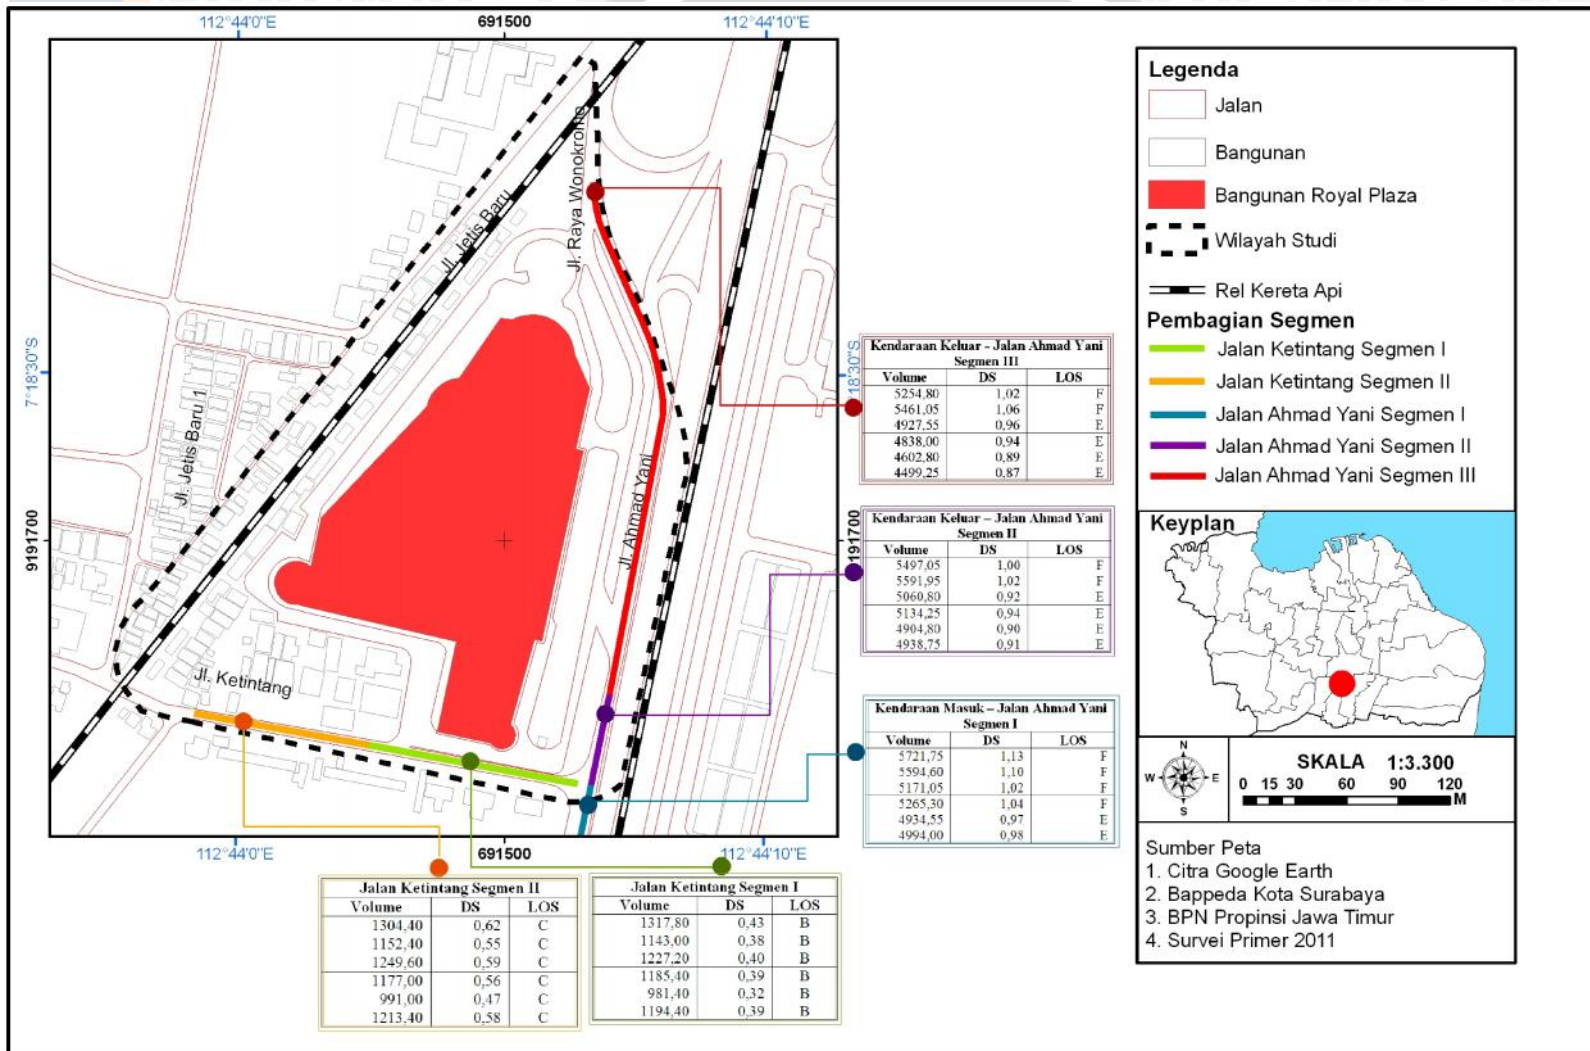 112°44'0"E 691500 112°44'10"E
Jl. Raya Wonokromo
Jl. Jetis Baru
Jl. Jetis Baru 1
Jl. Ahmad Yani
Jl. Ketintang
7°18'30"S
9191700
18'30"S
191700
112°44'0"E 691500 112°44'10"E
Kendaraan Keluar - Jalan Ahmad Yani
Segmen III
Volume DS LOS
5254,80 1,02 F
5461,05 1,06 F
4927,55 0,96 E
4838,00 0,94 E
4602,80 0,89 E
4499,25 0,87 E
Kendaraan Keluar – Jalan Ahmad Yani
Segmen II
Volume DS LOS
5497,05 1,00 F
5591,95 1,02 F
5060,80 0,92 E
5134,25 0,94 E
4904,80 0,90 E
4938,75 0,91 E
Kendaraan Masuk – Jalan Ahmad Yani
Segmen I
Volume DS LOS
5721,75 1,13 F
5594,60 1,10 F
5171,05 1,02 F
5265,30 1,04 F
4934,55 0,97 E
4994,00 0,98 E
Jalan Ketintang Segmen II
Volume DS LOS
1304,40 0,62 C
1152,40 0,55 C
1249,60 0,59 C
1177,00 0,56 C
991,00 0,47 C
1213,40 0,58 C
Jalan Ketintang Segmen I
Volume DS LOS
1317,80 0,43 B
1143,00 0,38 B
1227,20 0,40 B
1185,40 0,39 B
981,40 0,32 B
1194,40 0,39 B
Legenda
Jalan
Bangunan
Bangunan Royal Plaza
Wilayah Studi
Rel Kereta Api
Pembagian Segmen
Jalan Ketintang Segmen I
Jalan Ketintang Segmen II
Jalan Ahmad Yani Segmen I
Jalan Ahmad Yani Segmen II
Jalan Ahmad Yani Segmen III
Keyplan
N
W E
S
SKALA 1:3.300
0 15 30 60 90 120
M
Sumber Peta
1. Citra Google Earth
2. Bappeda Kota Surabaya
3. BPN Propinsi Jawa Timur
4. Survei Primer 2011